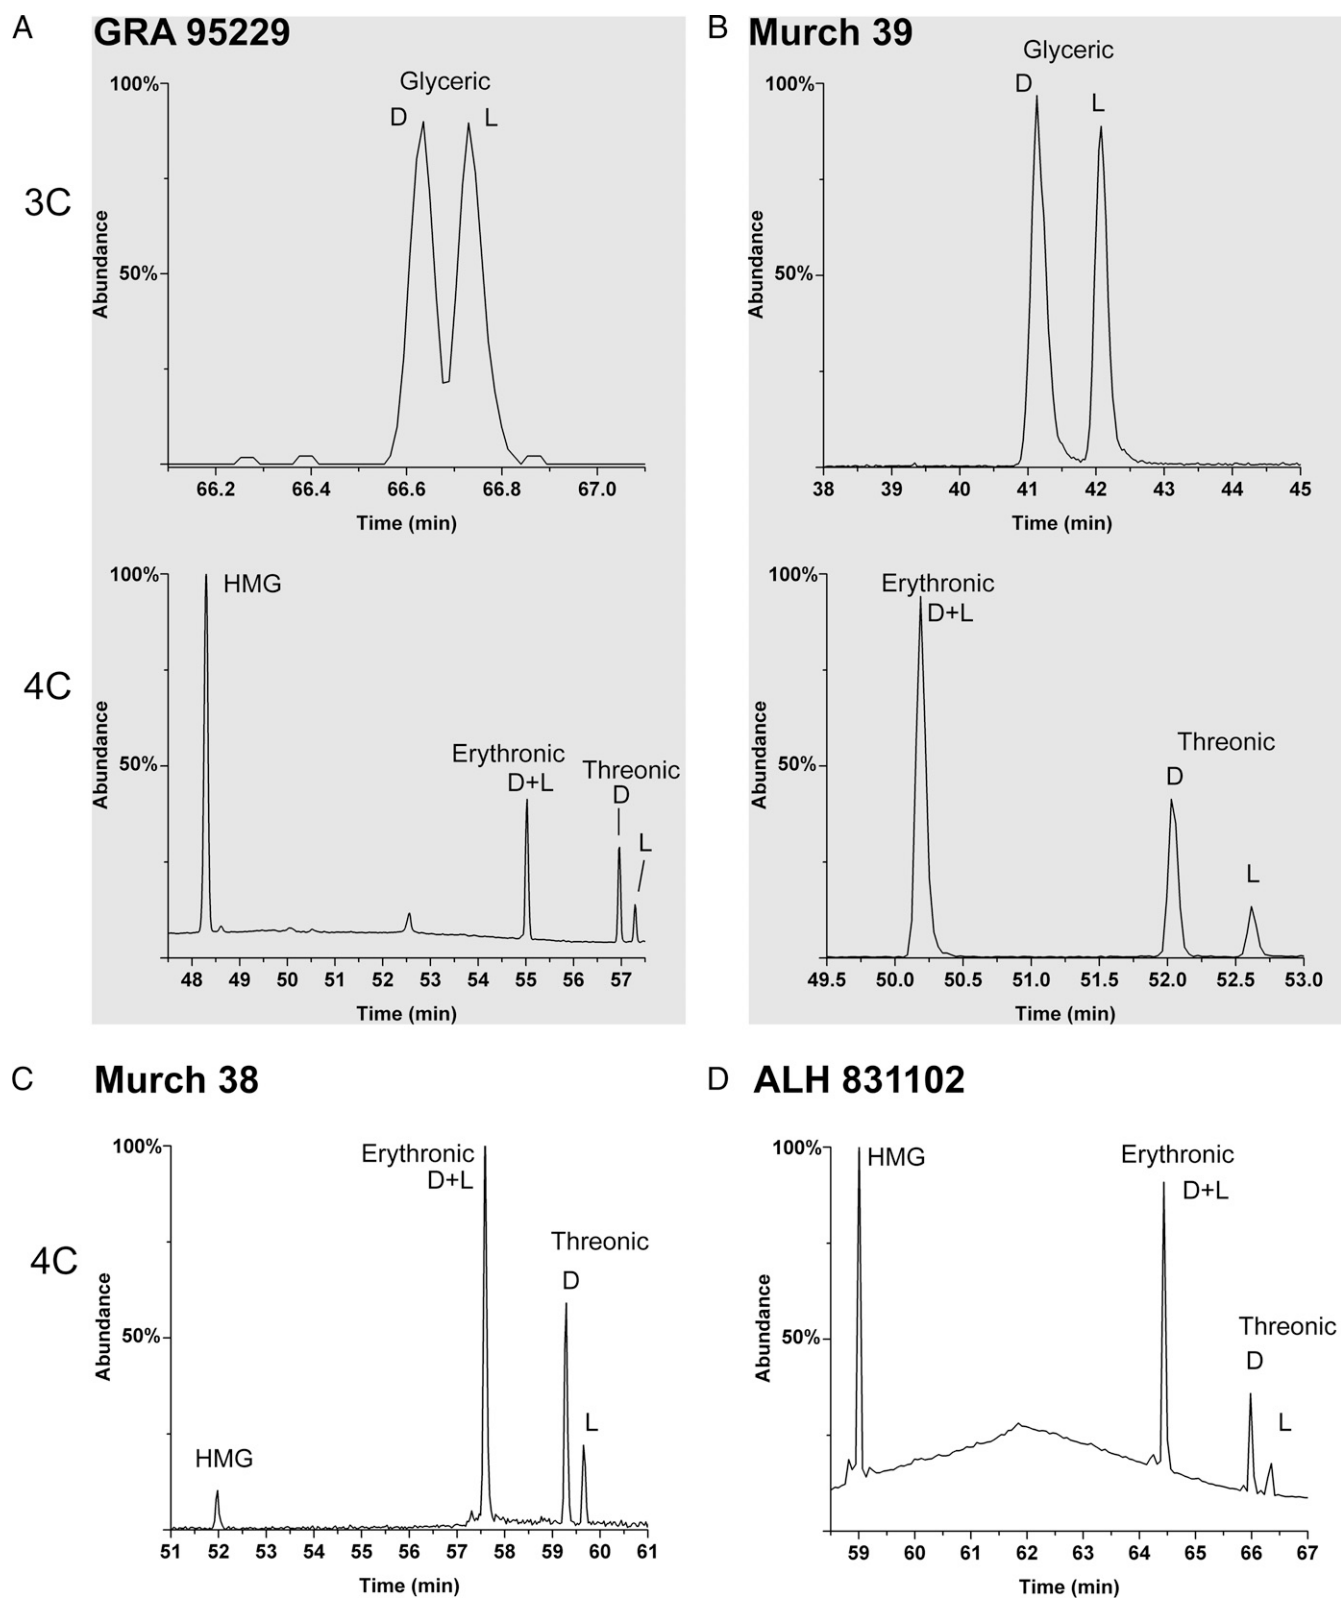 A GRA 95229
3C
Glyceric
D L
100%
50%
Abundance
66.2 66.4 66.6 66.8 67.0
Time (min)
4C
100%
50%
Abundance
HMG
Erythronic
D+L
Threonic
D
L
48 49 50 51 52 53 54 55 56 57
Time (min)
B Murch 39
Glyceric
D L
100%
50%
Abundance
38 39 40 41 42 43 44 45
Time (min)
100%
50%
Abundance
Erythronic
D+L
Threonic
D
L
49.5 50.0 50.5 51.0 51.5 52.0 52.5 53.0
Time (min)
C Murch 38
4C
100%
50%
Abundance
HMG
Erythronic
D+L
Threonic
D
L
51 52 53 54 55 56 57 58 59 60 61
Time (min)
D ALH 831102
100%
50%
Abundance
HMG
Erythronic
D+L
Threonic
D
L
59 60 61 62 63 64 65 66 67
Time (min)